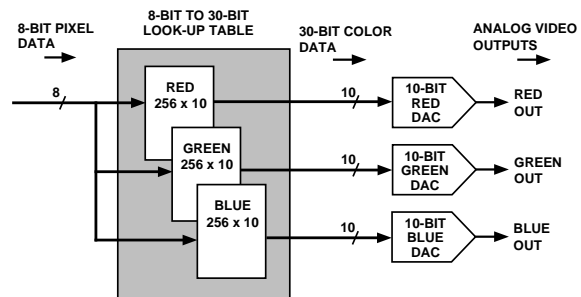 8-BIT PIXEL
DATA
8-BIT TO 30-BIT
LOOK-UP TABLE
30-BIT COLOR
DATA
ANALOG VIDEO
OUTPUTS
8
RED
256 x 10
10
10-BIT
RED
DAC
RED
OUT
GREEN
256 x 10
10
10-BIT
GREEN
DAC
GREEN
OUT
BLUE
256 x 10
10
10-BIT
BLUE
DAC
BLUE
OUT